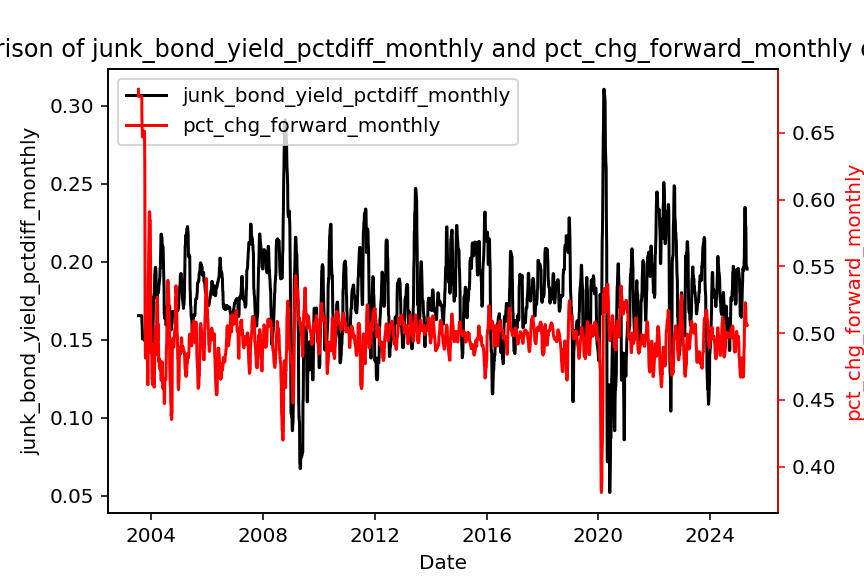 rison of junk_bond_yield_pctdiff_monthly and pct_chg_forward_monthly
junk_bond_yield_pctdiff_monthly
pct_chg_forward_monthly
junk_bond_yield_pctdiff_monthly
0.30
0.25
0.20
0.15
0.10
0.05
0.65
0.60
0.55
0.50
0.45
0.40
pct_chg_forward_monthly
2004 2008 2012 2016 2020 2024
Date